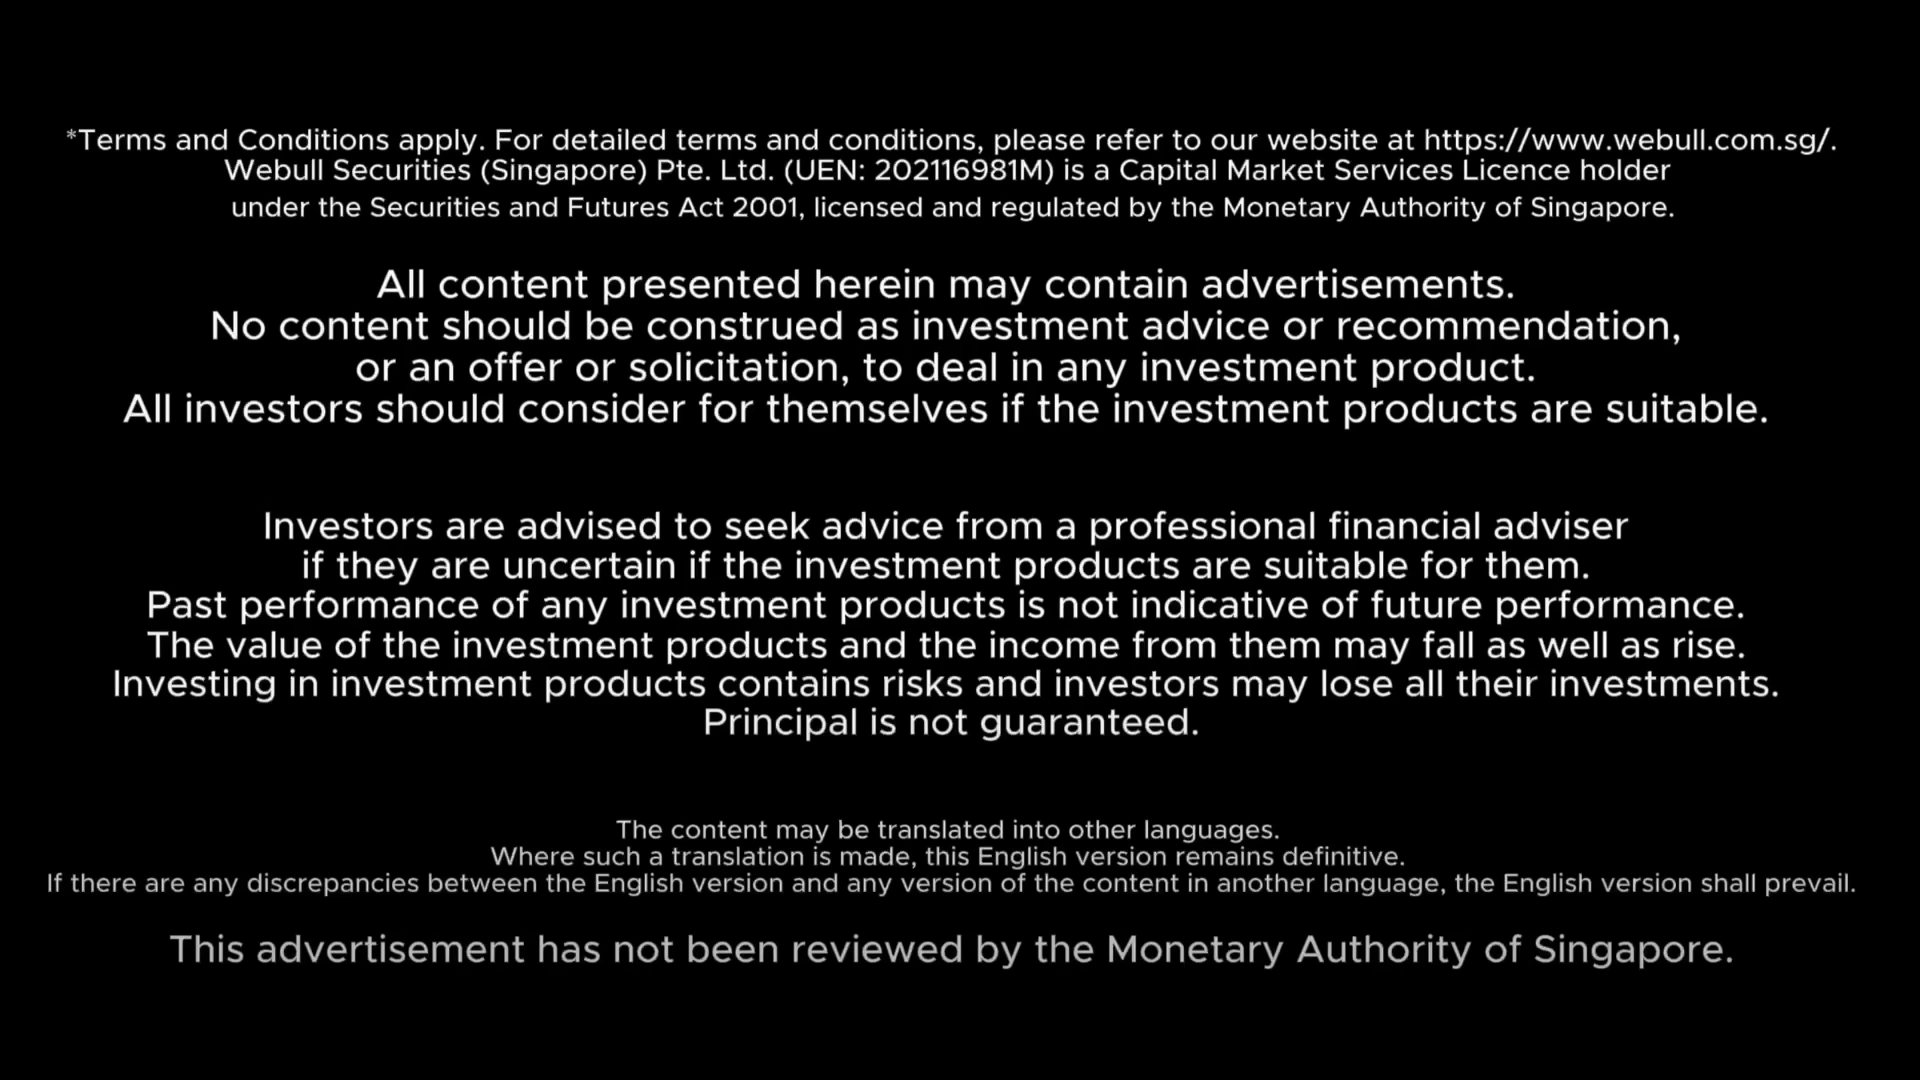 *Terms and Conditions apply. For detailed terms and conditions, please refer to our website at https://www.webull.com.sg/.
Webull Securities (Singapore) Pte. Ltd. (UEN: 202116981M) is a Capital Market Services Licence holder
under the Securities and Futures Act 2001, licensed and regulated by the Monetary Authority of Singapore.
All content presented herein may contain advertisements.
No content should be construed as investment advice or recommendation,
or an offer or solicitation, to deal in any investment product.
All investors should consider for themselves if the investment products are suitable.
Investors are advised to seek advice from a professional financial adviser
if they are uncertain if the investment products are suitable for them.
Past performance of any investment products is not indicative of future performance.
The value of the investment products and the income from them may fall as well as rise.
Investing in investment products contains risks and investors may lose all their investments.
Principal is not guaranteed.
The content may be translated into other languages.
Where such a translation is made, this English version remains definitive.
If there are any discrepancies between the English version and any version of the content in another language, the English version shall prevail.
This advertisement has not been reviewed by the Monetary Authority of Singapore.